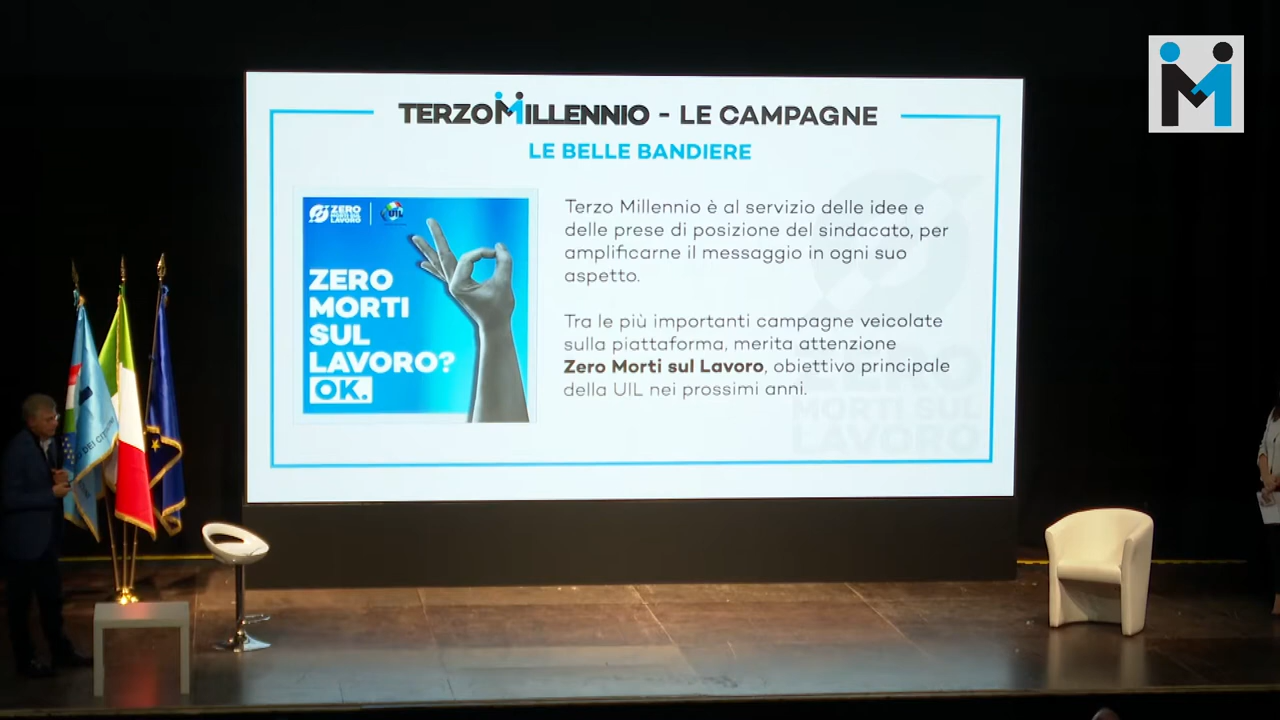 TERZOMILLENNIO - LE CAMPAGNE
LE BELLE BANDIERE
ZERO
MORTI SUL
LAVORO
UIL
ZERO
MORTI
SUL
LAVORO?
OK.
Terzo Millennio è al servizio delle idee e
delle prese di posizione del sindacato, per
amplificarne il messaggio in ogni suo
aspetto.
Tra le più importanti campagne veicolate
sulla piattaforma, merita attenzione
Zero Morti sul Lavoro, obiettivo principale
della UIL nei prossimi anni.
ZERO
MORTI SUL
LAVORO